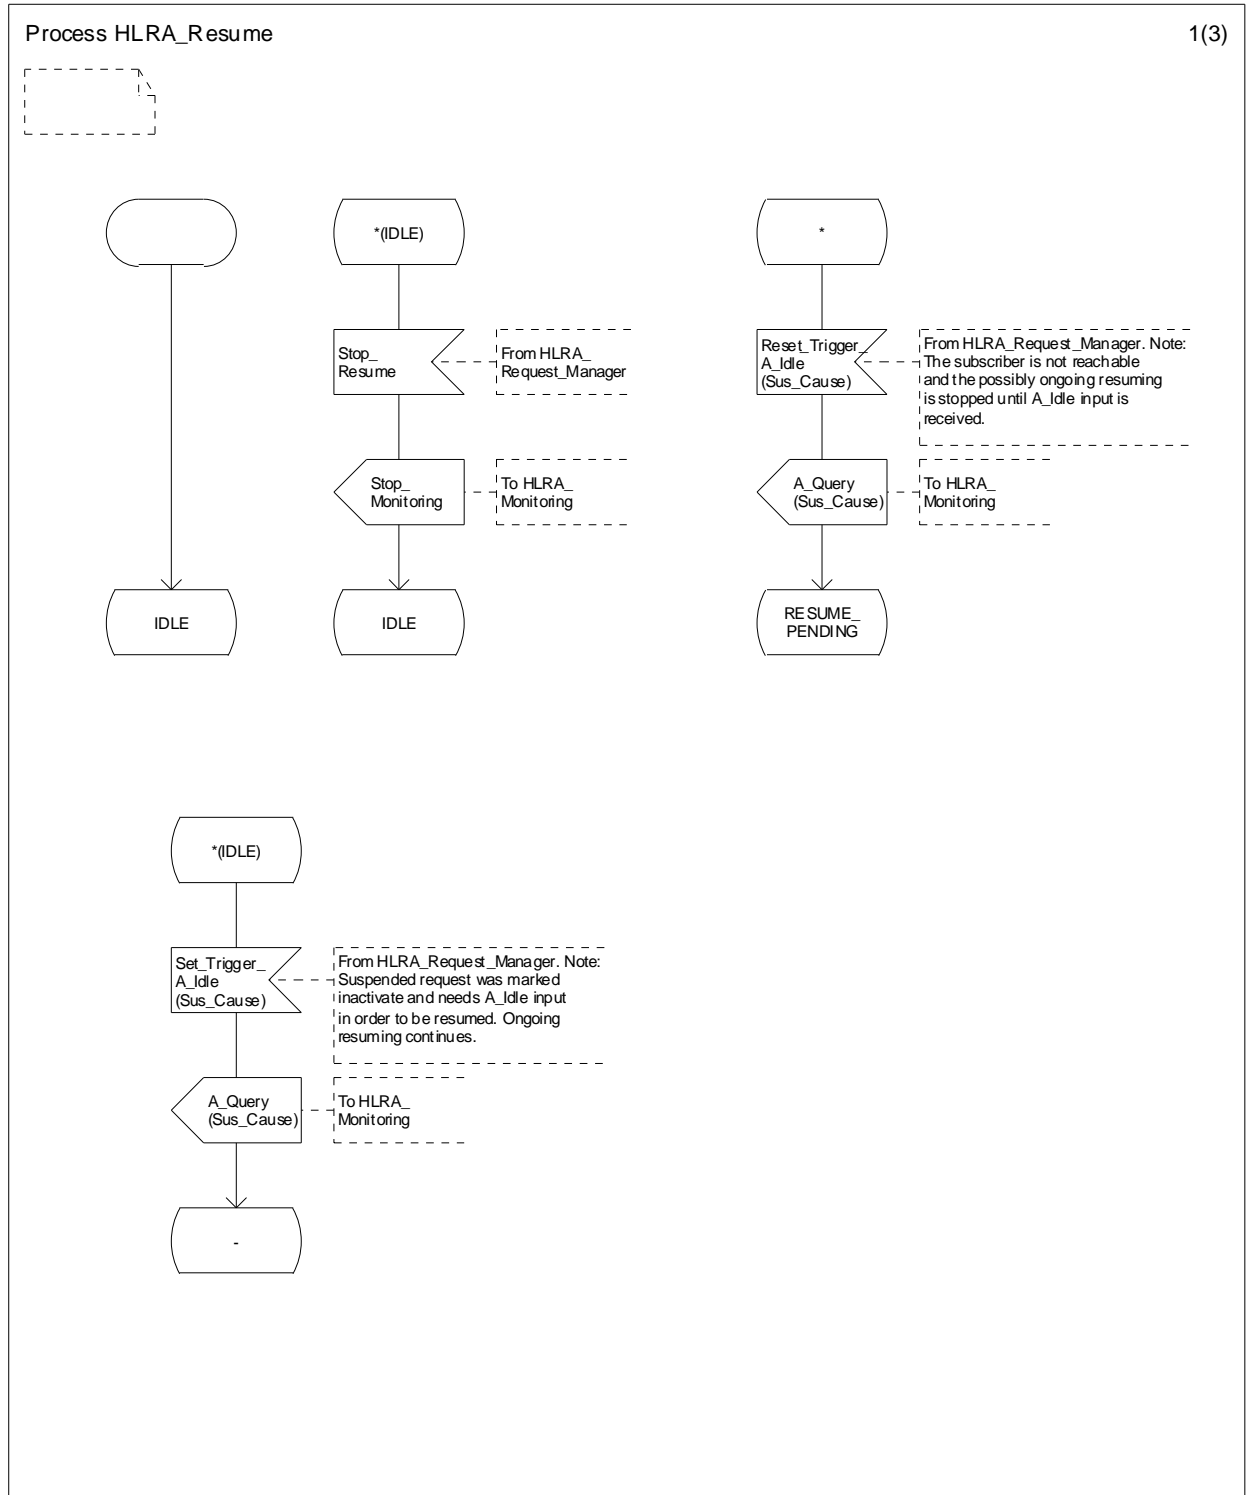 Process HLRA_Resume
1(3)
*(IDLE)
*
Stop_
Resume
From HLRA_
Request_Manager
Reset_Trigger_
A_Idle
(Sus_Cause)
From HLRA_Request_Manager. Note:
The subscriber is not reachable
and the possibly ongoing resuming
is stopped until A_Idle input is
received.
Stop_
Monitoring
To HLRA_
Monitoring
A_Query
(Sus_Cause)
To HLRA_
Monitoring
IDLE
IDLE
RESUME_
PENDING
*(IDLE)
Set_Trigger_
A_Idle
(Sus_Cause)
From HLRA_Request_Manager. Note:
Suspended request was marked
inactivate and needs A_Idle input
in order to be resumed. Ongoing
resuming continues.
A_Query
(Sus_Cause)
To HLRA_
Monitoring
-